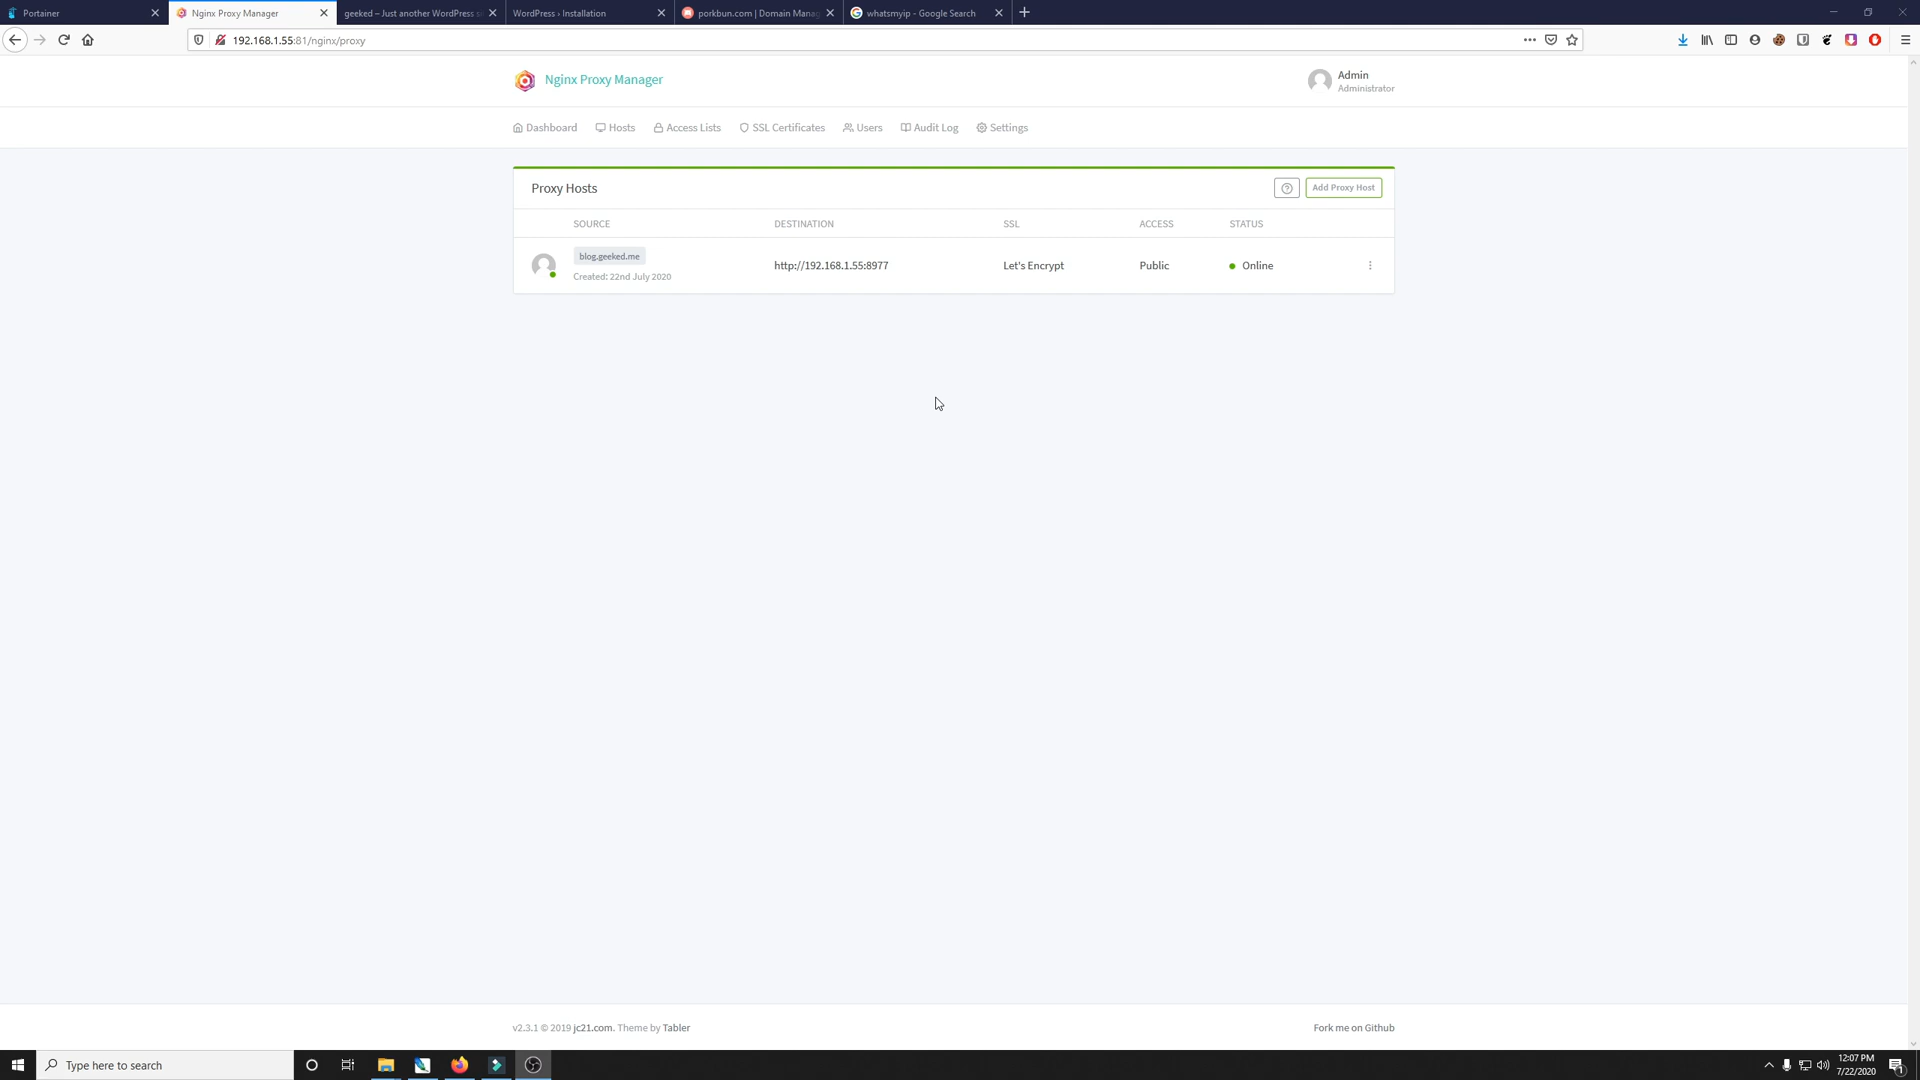 Portainer
Nginx Proxy Manager
geeked – Just another WordPress s
WordPress › Installation
porkbun.com | Domain Manag
whatsmyip - Google Search
192.168.1.55:81/nginx/proxy
Nginx Proxy Manager
Admin
Administrator
Dashboard
Hosts
Access Lists
SSL Certificates
Users
Audit Log
Settings
Proxy Hosts
Add Proxy Host
SOURCE DESTINATION SSL ACCESS STATUS
blog.geeked.me
Created: 22nd July 2020
http://192.168.1.55:8977
Let's Encrypt
Public
Online
v2.3.1 © 2019 jc21.com. Theme by Tabler
Fork me on Github
Type here to search
12:07 PM
7/22/2020
1